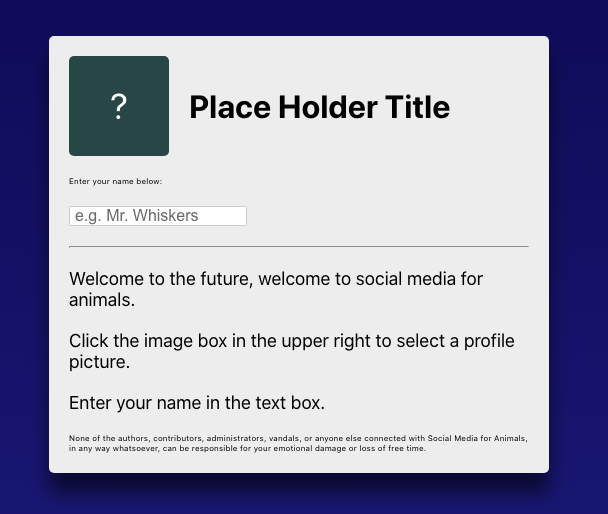 ?
Place Holder Title
Enter your name below:
e.g. Mr. Whiskers
Welcome to the future, welcome to social media for
animals.
Click the image box in the upper right to select a profile
picture.
Enter your name in the text box.
None of the authors, contributors, administrators, vandals, or anyone else connected with Social Media for Animals,
in any way whatsoever, can be responsible for your emotional damage or loss of free time.